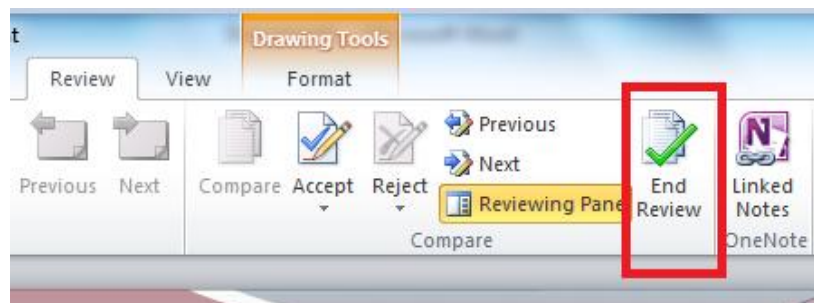 t
Drawing Tools
Review View Format
Previous
Next
Previous Next Compare Accept Reject End Review Linked Notes
Reviewing Pane
Compare OneNote